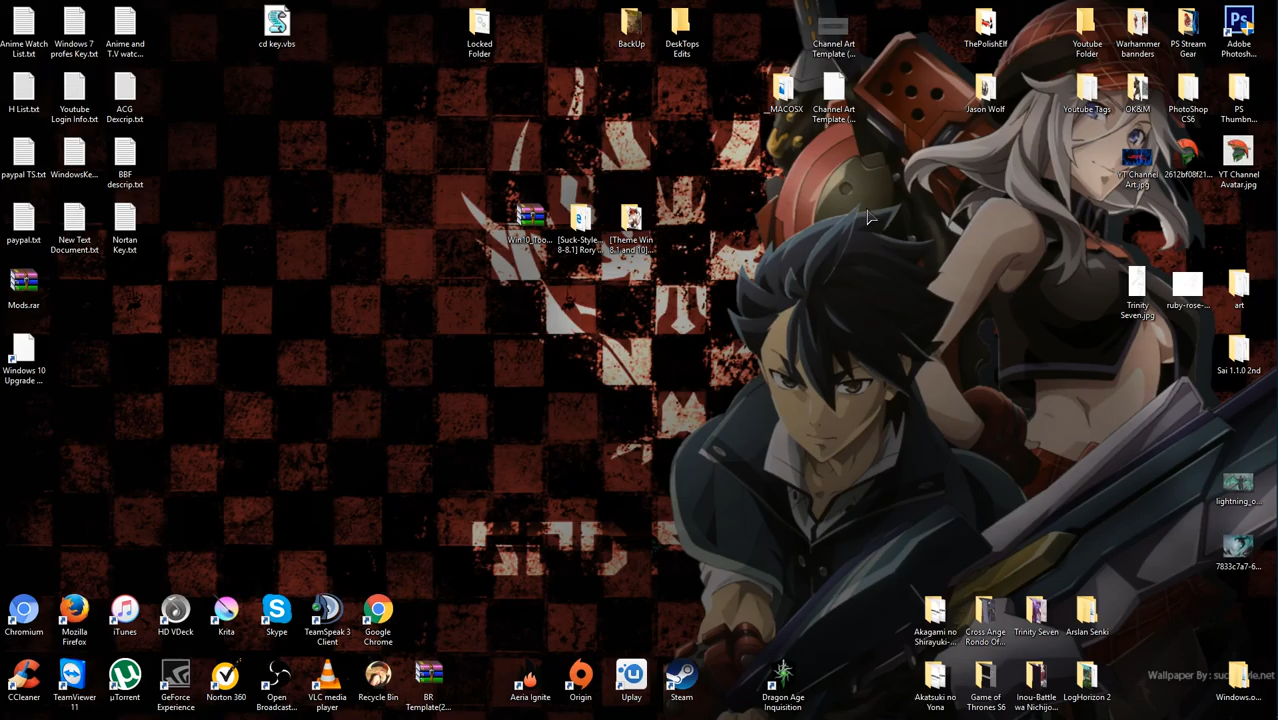 Anime Watch
List.txt
Windows 7
profes Key.txt
Anime and
T.V watc...
cd key.vbs
Locked
Folder
BackUp
DeskTops
Edits
Channel Art
Template (...
ThePolishElf
Youtube
Folder
Warhammer
bannders
PS Stream
Gear
Ps
Adobe
Photosh...
H List.txt
Youtube
Login Info.txt
ACG
Dexcrip.txt
_MACOSX
Channel Art
Template (...
Jason Wolf
Youtube Tags
OK&M
PhotoShop
CS6
PS
Thumbn...
paypal TS.txt
WindowsKe...
BBF
descrip.txt
YT Channel
Art.jpg
2612bf08f21...
YT Channel
Avatar.jpg
paypal.txt
New Text
Document.txt
Nortan
Key.txt
Win10_Too...
[Suck-Style...
8-8.1] Rory ...
[Theme Win
8.1 and 10]...
Mods.rar
Trinity
Seven.jpg
ruby-rose-...
art
Windows 10
Upgrade ...
Sai 1.1.0 2nd
lightning_o...
7833c7a7-6...
Chromium
Mozilla
Firefox
iTunes
HD VDeck
Krita
Skype
TeamSpeak 3
Client
Google
Chrome
Akagami no
Shirayuki-...
Cross Ange
Rondo Of...
Trinity Seven
Arslan Senki
CCleaner
TeamViewer
11
µTorrent
GeForce
Experience
Norton 360
Open
Broadcast...
VLC media
player
Recycle Bin
BR
Template(2...
Aeria Ignite
Origin
Uplay
Steam
Dragon Age
Inquisition
Akatsuki no
Yona
Game of
Thrones S6
Inou-Battle
wa Nichijo...
LogHorizon 2
Windows.o...
Wallpaper By :